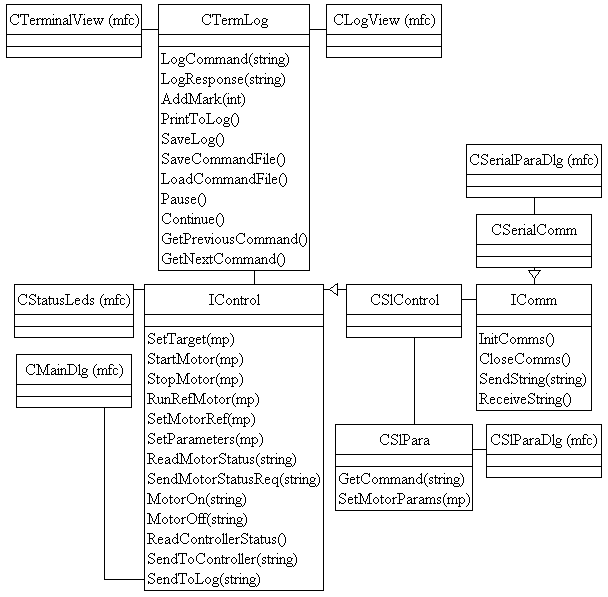 CTerminalView (mfc)
CTermLog
CLogView (mfc)
LogCommand(string)
LogResponse(string)
AddMark(int)
PrintToLog()
SaveLog()
SaveCommandFile()
LoadCommandFile()
Pause()
Continue()
GetPreviousCommand()
GetNextCommand()
CSerialParaDlg (mfc)
CSerialComm
CStatusLeds (mfc)
IControl
CSlControl
IComm
SetTarget(mp)
StartMotor(mp)
StopMotor(mp)
RunRefMotor(mp)
SetMotorRef(mp)
SetParameters(mp)
ReadMotorStatus(string)
SendMotorStatusReq(string)
MotorOn(string)
MotorOff(string)
ReadControllerStatus()
SendToController(string)
SendToLog(string)
InitComms()
CloseComms()
SendString(string)
ReceiveString()
CMainDlg (mfc)
CSlPara
CSlParaDlg (mfc)
GetCommand(string)
SetMotorParams(mp)